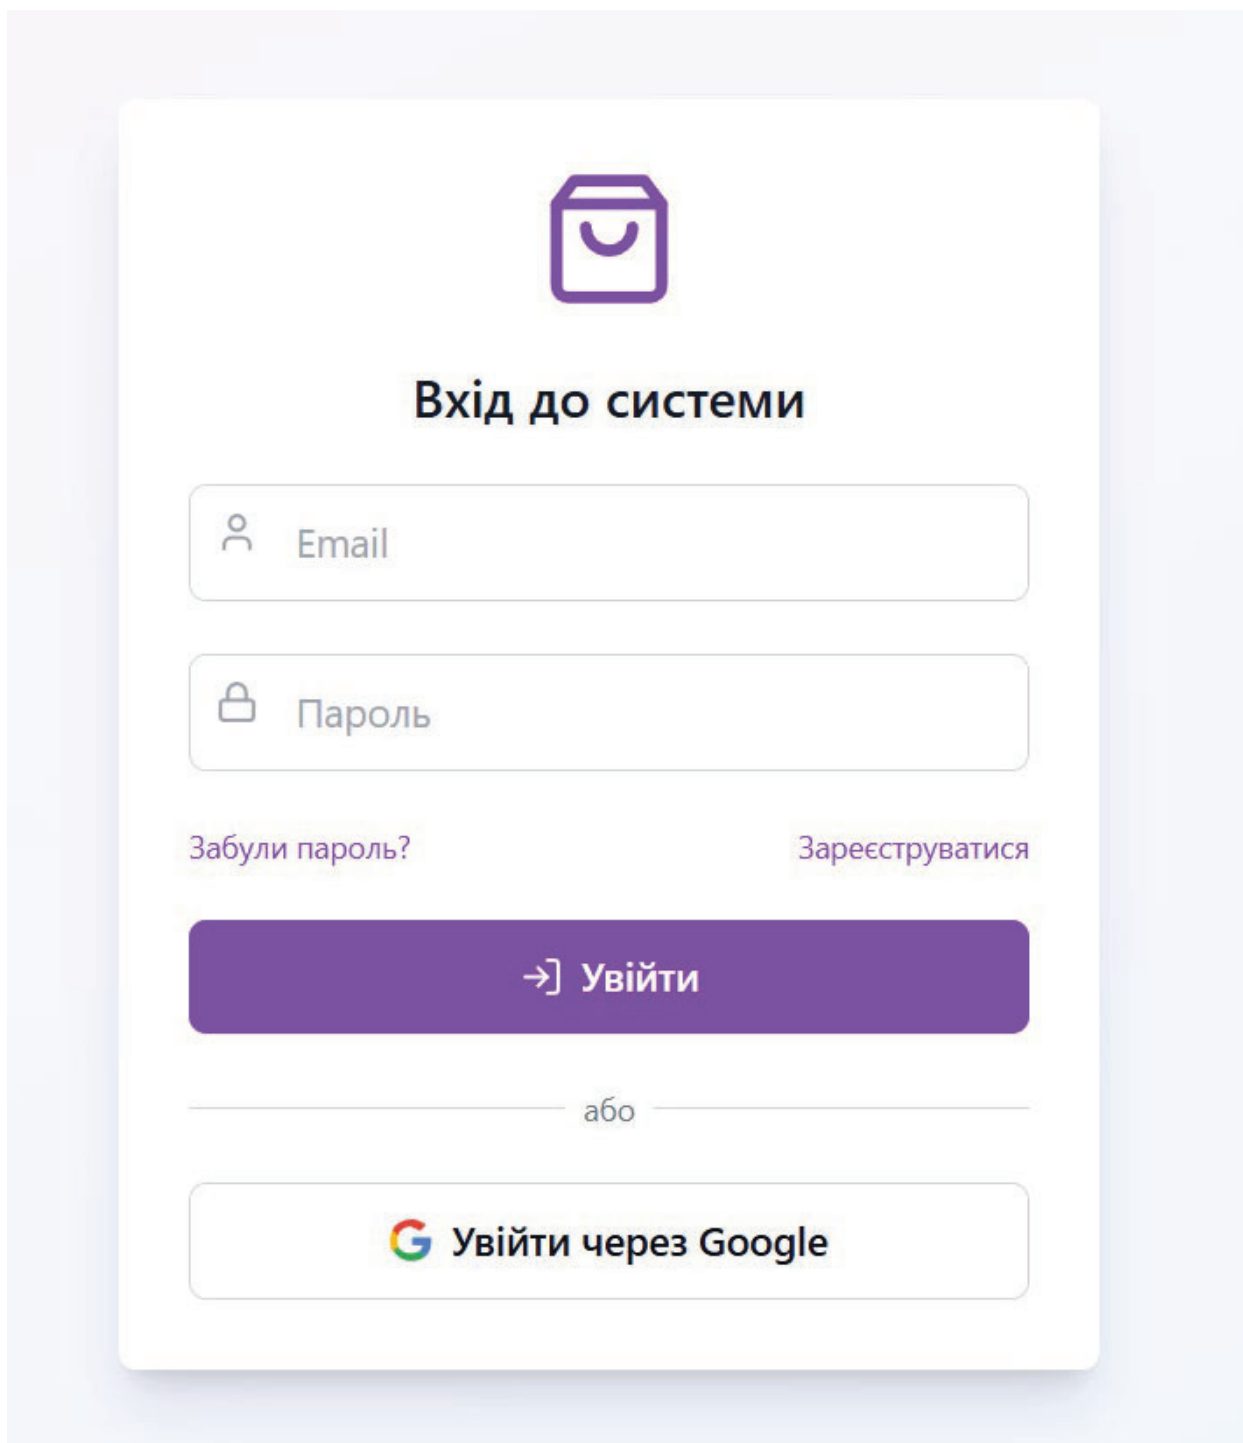 Вхід до системи
Email
Пароль
Забули пароль? Зареєструватися
Увійти
або
Увійти через Google